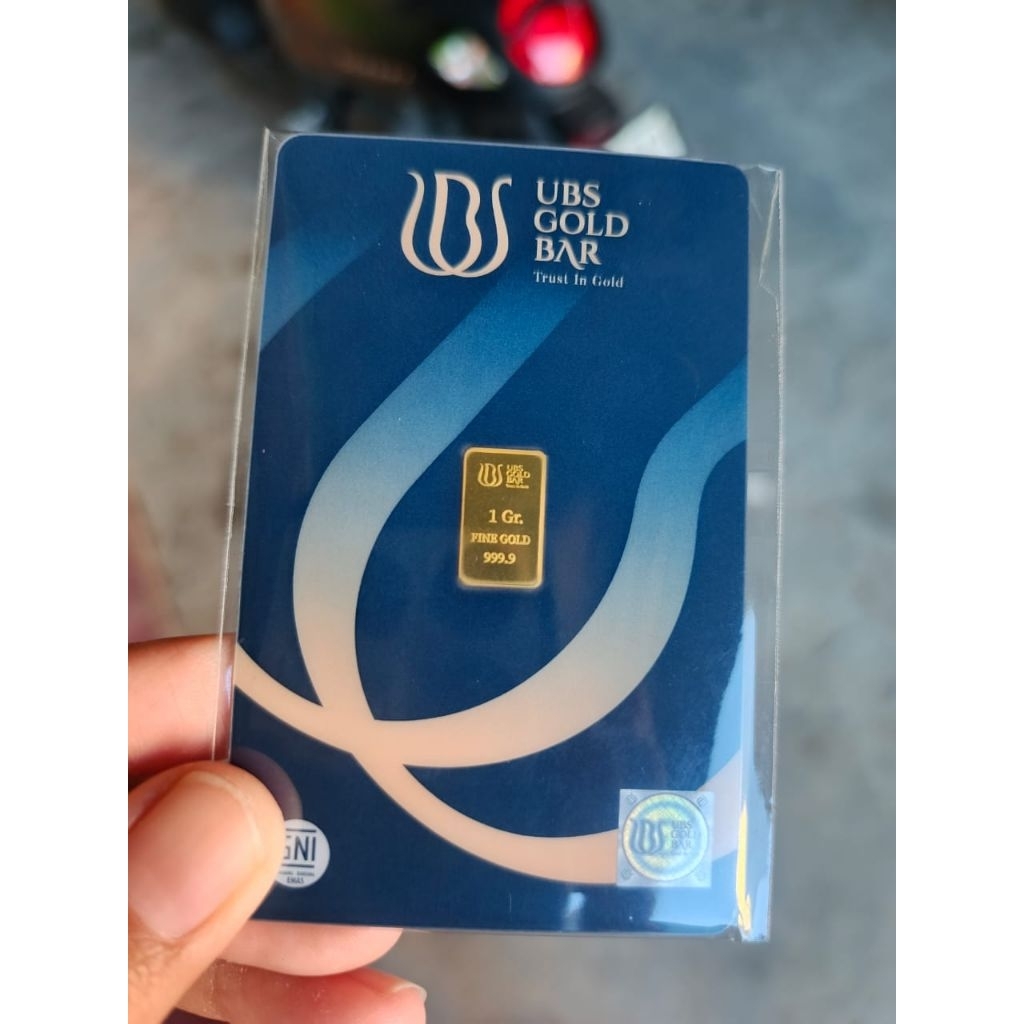 UBS
GOLD
BAR
Trust In Gold
UBS
GOLD
BAR
1 Gr.
FINE GOLD
999.9
SNI
EMAS
UBS
GOLD
BAR